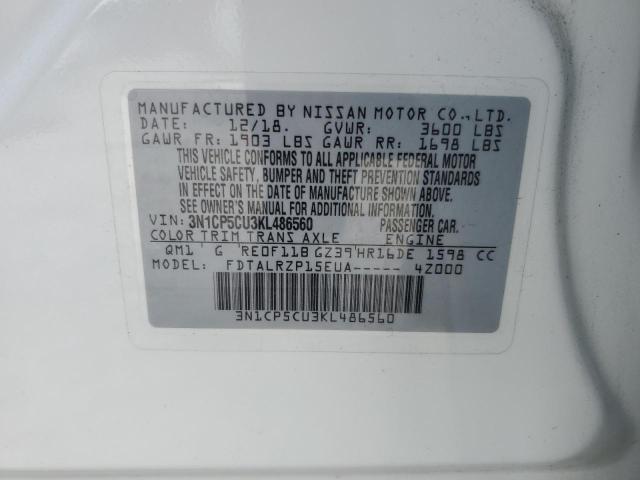 MANUFACTURED BY NISSAN MOTOR CO.,LTD.
DATE: 12/18. GVWR: 3600 LBS
GAWR FR: 1903 LBS GAWR RR: 1698 LBS
THIS VEHICLE CONFORMS TO ALL APPLICABLE FEDERAL MOTOR
VEHICLE SAFETY, BUMPER AND THEFT PREVENTION STANDARDS
IN EFFECT ON THE DATE OF MANUFACTURE SHOWN ABOVE.
SEE OWNER'S MANUAL FOR ADDITIONAL INFORMATION
VIN: 3N1CP5CU3KL486560 PASSENGER CAR.
COLOR TRIM TRANS AXLE ENGINE
QM1 G RE0F11B GZ39 HR16DE 1598 CC
MODEL: FDTALRZP15EUA----- 4Z000
3N1CP5CU3KL486560